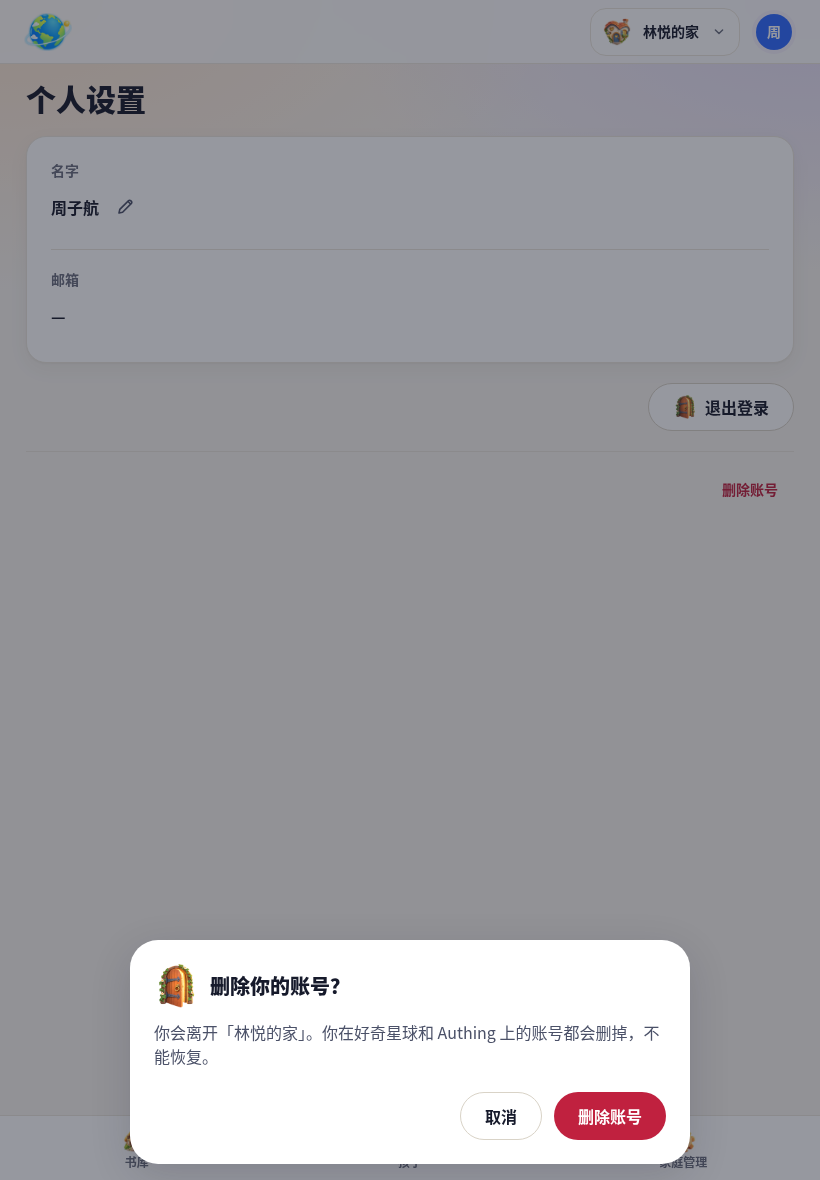 林悦的家
周
个人设置
名字
周子航
邮箱
—
退出登录
删除账号
删除你的账号?
你会离开「林悦的家」。你在好奇星球和 Authing 上的账号都会删掉，不
能恢复。
取消
删除账号
书库
孩子
家庭管理